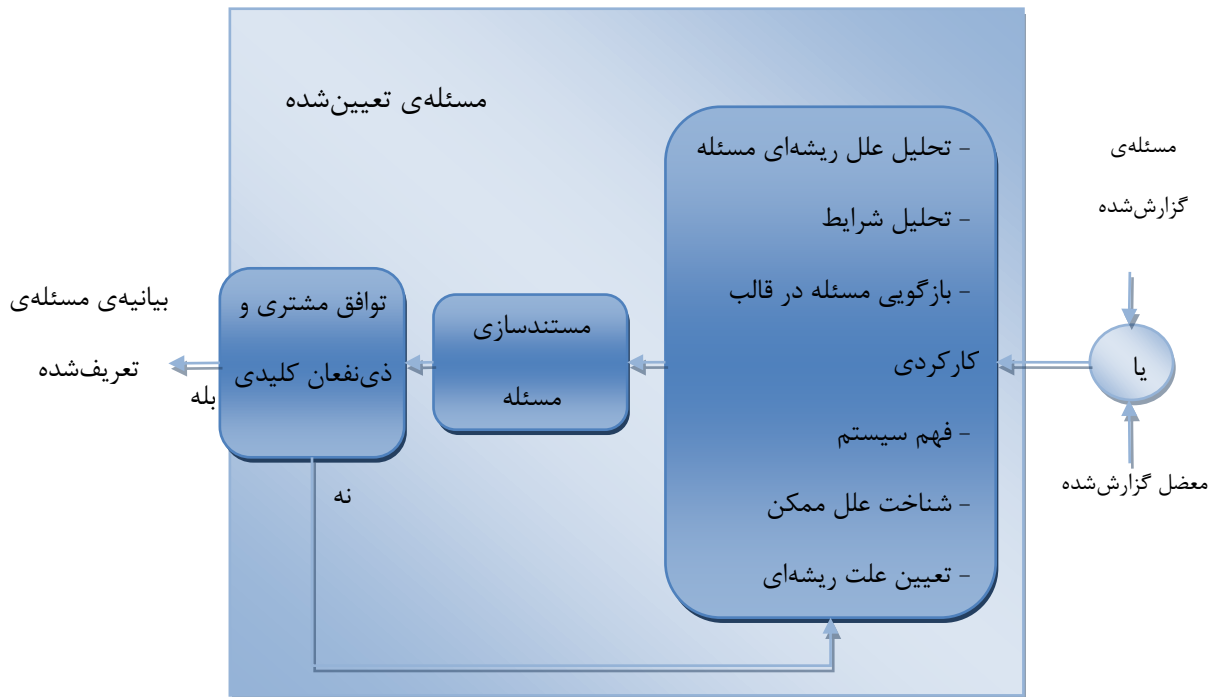 مسئله‌ی تعیین‌شده
مسئله‌ی
گزارش‌شده
یا
معضل گزارش‌شده
- تحلیل علل ریشه‌ای مسئله
- تحلیل شرایط
- بازگویی مسئله در قالب
کارکردی
- فهم سیستم
- شناخت علل ممکن
- تعیین علت ریشه‌ای
مستندسازی
مسئله
توافق مشتری و
ذی‌نفعان کلیدی
بله
نه
بیانیه‌ی مسئله‌ی
تعریف‌شده